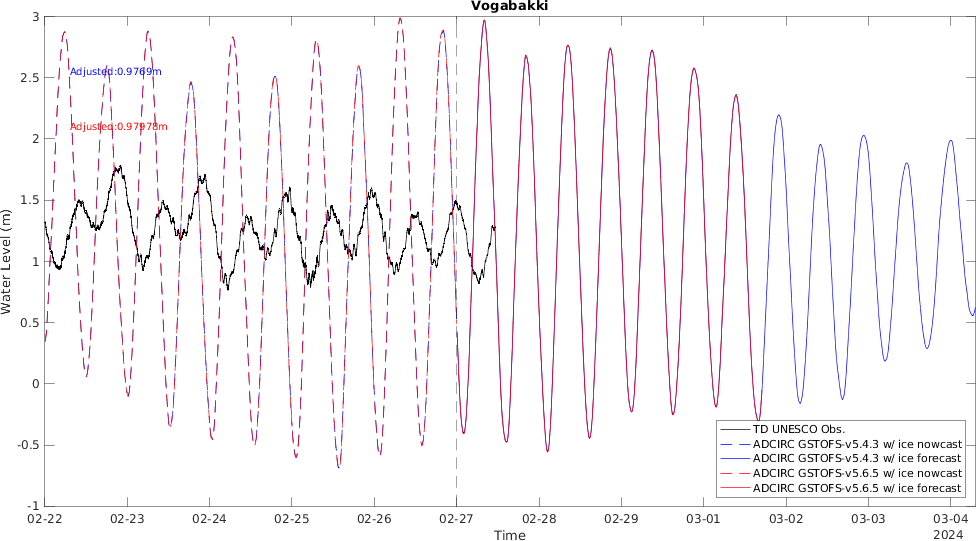 Vogabakki
3
2.5
2
1.5
1
0.5
0
-0.5
-1
Water Level (m)
Adjusted:0.9769m
Adjusted:0.97978m
TD UNESCO Obs.
ADCIRC GSTOFS-v5.4.3 w/ ice nowcast
ADCIRC GSTOFS-v5.4.3 w/ ice forecast
ADCIRC GSTOFS-v5.6.5 w/ ice nowcast
ADCIRC GSTOFS-v5.6.5 w/ ice forecast
02-22 02-23 02-24 02-25 02-26 02-27 02-28 02-29 03-01 03-02 03-03 03-04
Time 2024